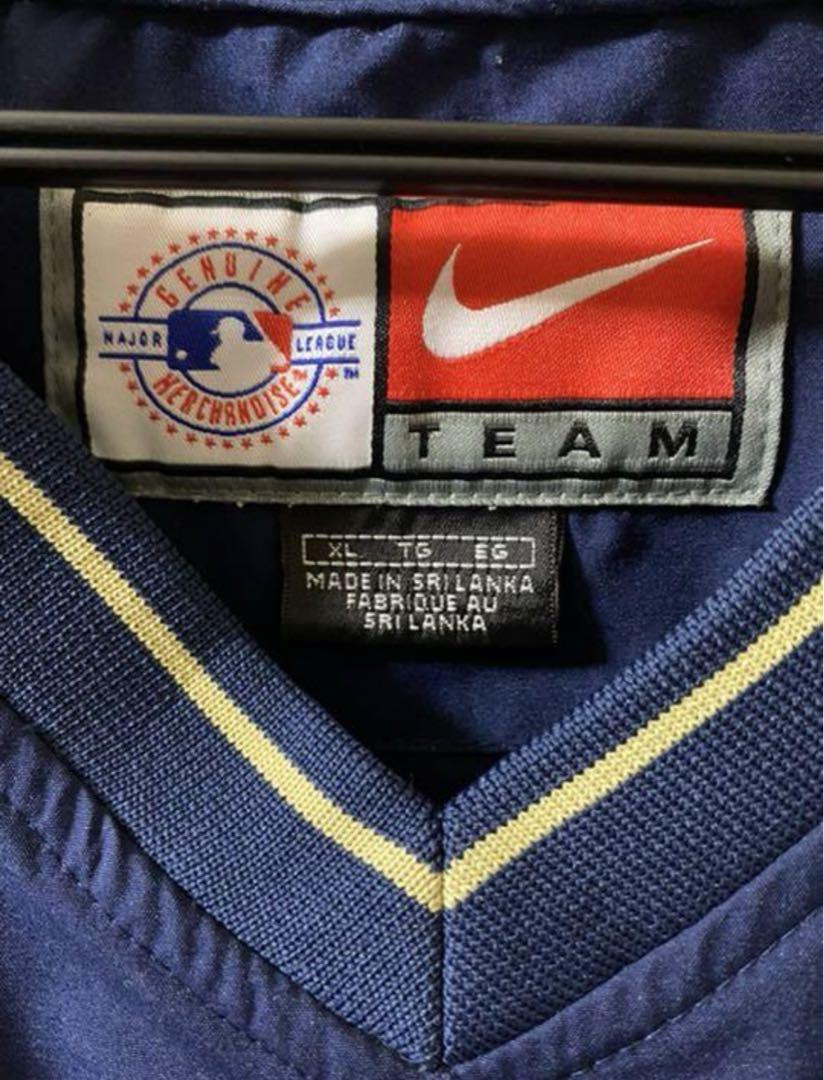 GENUINE
MAJOR LEAGUE
MERCHANDISE
TM
TEAM
XL TG EG
MADE IN SRI LANKA
FABRIQUE AU
SRI LANKA